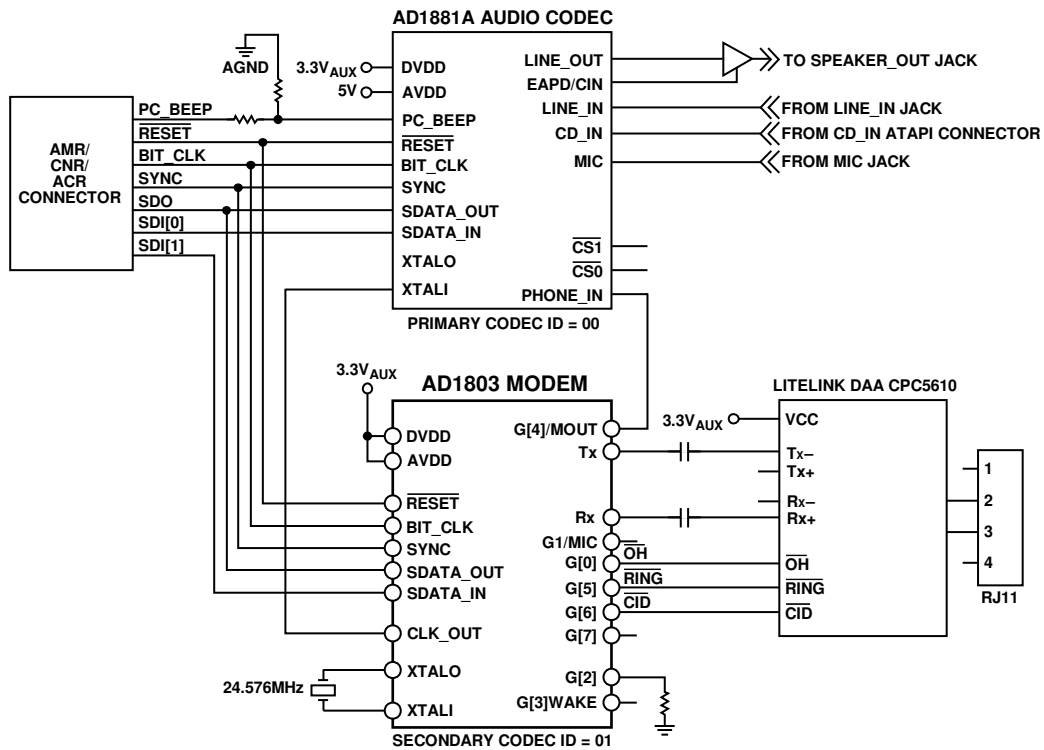 AD1881A AUDIO CODEC
AGND
3.3VAUX
5V
DVDD
AVDD
PC_BEEP
RESET
BIT_CLK
SYNC
SDATA_OUT
SDATA_IN
XTALO
XTALI
LINE_OUT
EAPD/CIN
LINE_IN
CD_IN
MIC
CS1
CS0
PHONE_IN
TO SPEAKER_OUT JACK
FROM LINE_IN JACK
FROM CD_IN ATAPI CONNECTOR
FROM MIC JACK
AMR/
CNR/
ACR
CONNECTOR
PC_BEEP
RESET
BIT_CLK
SYNC
SDO
SDI[0]
SDI[1]
PRIMARY CODEC ID = 00
3.3VAUX
AD1803 MODEM
DVDD
AVDD
RESET
BIT_CLK
SYNC
SDATA_OUT
SDATA_IN
CLK_OUT
XTALO
XTALI
24.576MHz
G[4]/MOUT
Tx
Rx
G1/MIC
G[0]
G[5]
G[6]
G[7]
G[2]
G[3]WAKE
OH
RING
CID
SECONDARY CODEC ID = 01
LITELINK DAA CPC5610
3.3VAUX
VCC
Tx–
Tx+
Rx–
Rx+
OH
RING
CID
1
2
3
4
RJ11